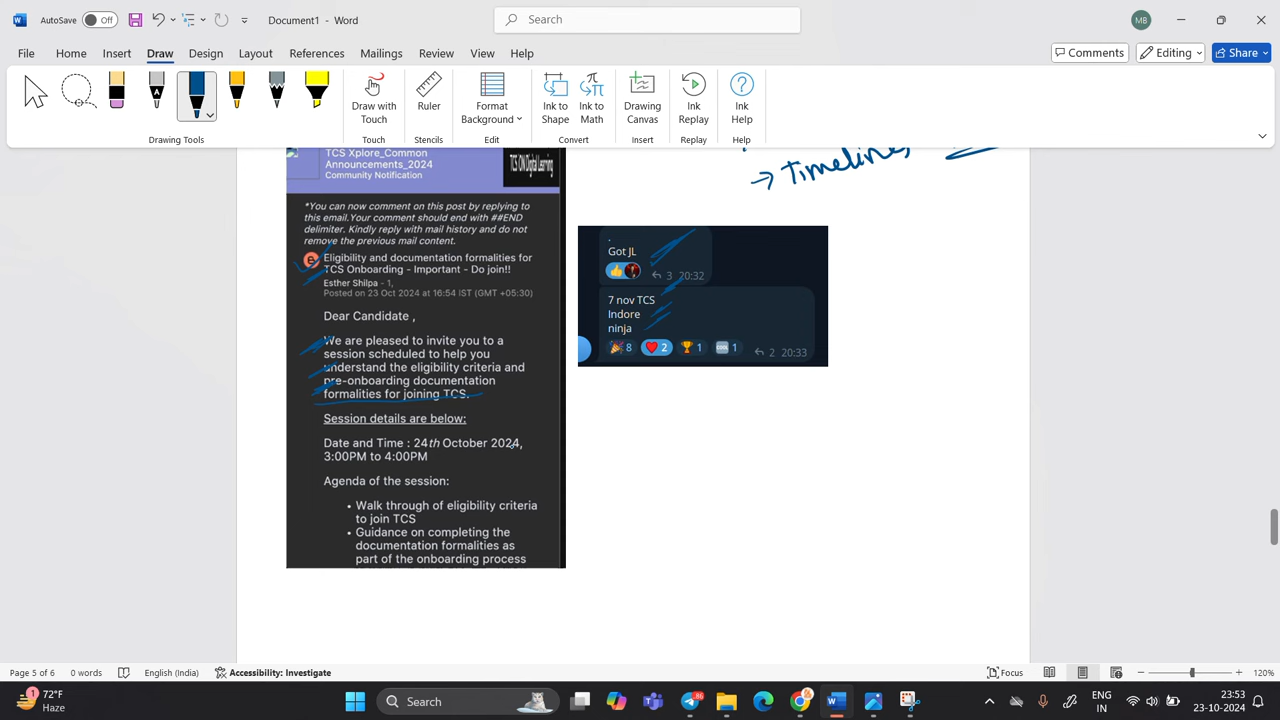 AutoSave Off
Document1 - Word
Search
MB
File Home Insert Draw Design Layout References Mailings Review View Help
Comments
Editing
Share
Draw with Touch
Ruler
Format Background
Ink to Shape
Ink to Math
Drawing Canvas
Ink Replay
Ink Help
Drawing Tools
Touch
Stencils
Edit
Convert
Insert
Replay
Help
TCS Xplore_Common
Announcements_2024
Community Notification
TCS iON Digital Learning
*You can now comment on this post by replying to
this email.Your comment should end with ##END
delimiter. Kindly reply with mail history and do not
remove the previous mail content.
Eligibility and documentation formalities for
TCS Onboarding - Important - Do join!!
Esther Shilpa - 1,
Posted on 23 Oct 2024 at 16:54 IST (GMT +05:30)
Dear Candidate ,
We are pleased to invite you to a
session scheduled to help you
understand the eligibility criteria and
pre-onboarding documentation
formalities for joining TCS.
Session details are below:
Date and Time : 24th October 2024,
3:00PM to 4:00PM
Agenda of the session:
• Walk through of eligibility criteria
to join TCS
• Guidance on completing the
documentation formalities as
part of the onboarding process
→ Timeline,
.
Got JL
3 20:32
7 nov TCS
Indore
ninja
8 2 1 1
2 20:33
Page 5 of 6
0 words
English (India)
Accessibility: Investigate
Focus
120%
1
72°F
Haze
Search
86
ENG
IN
23:53
23-10-2024